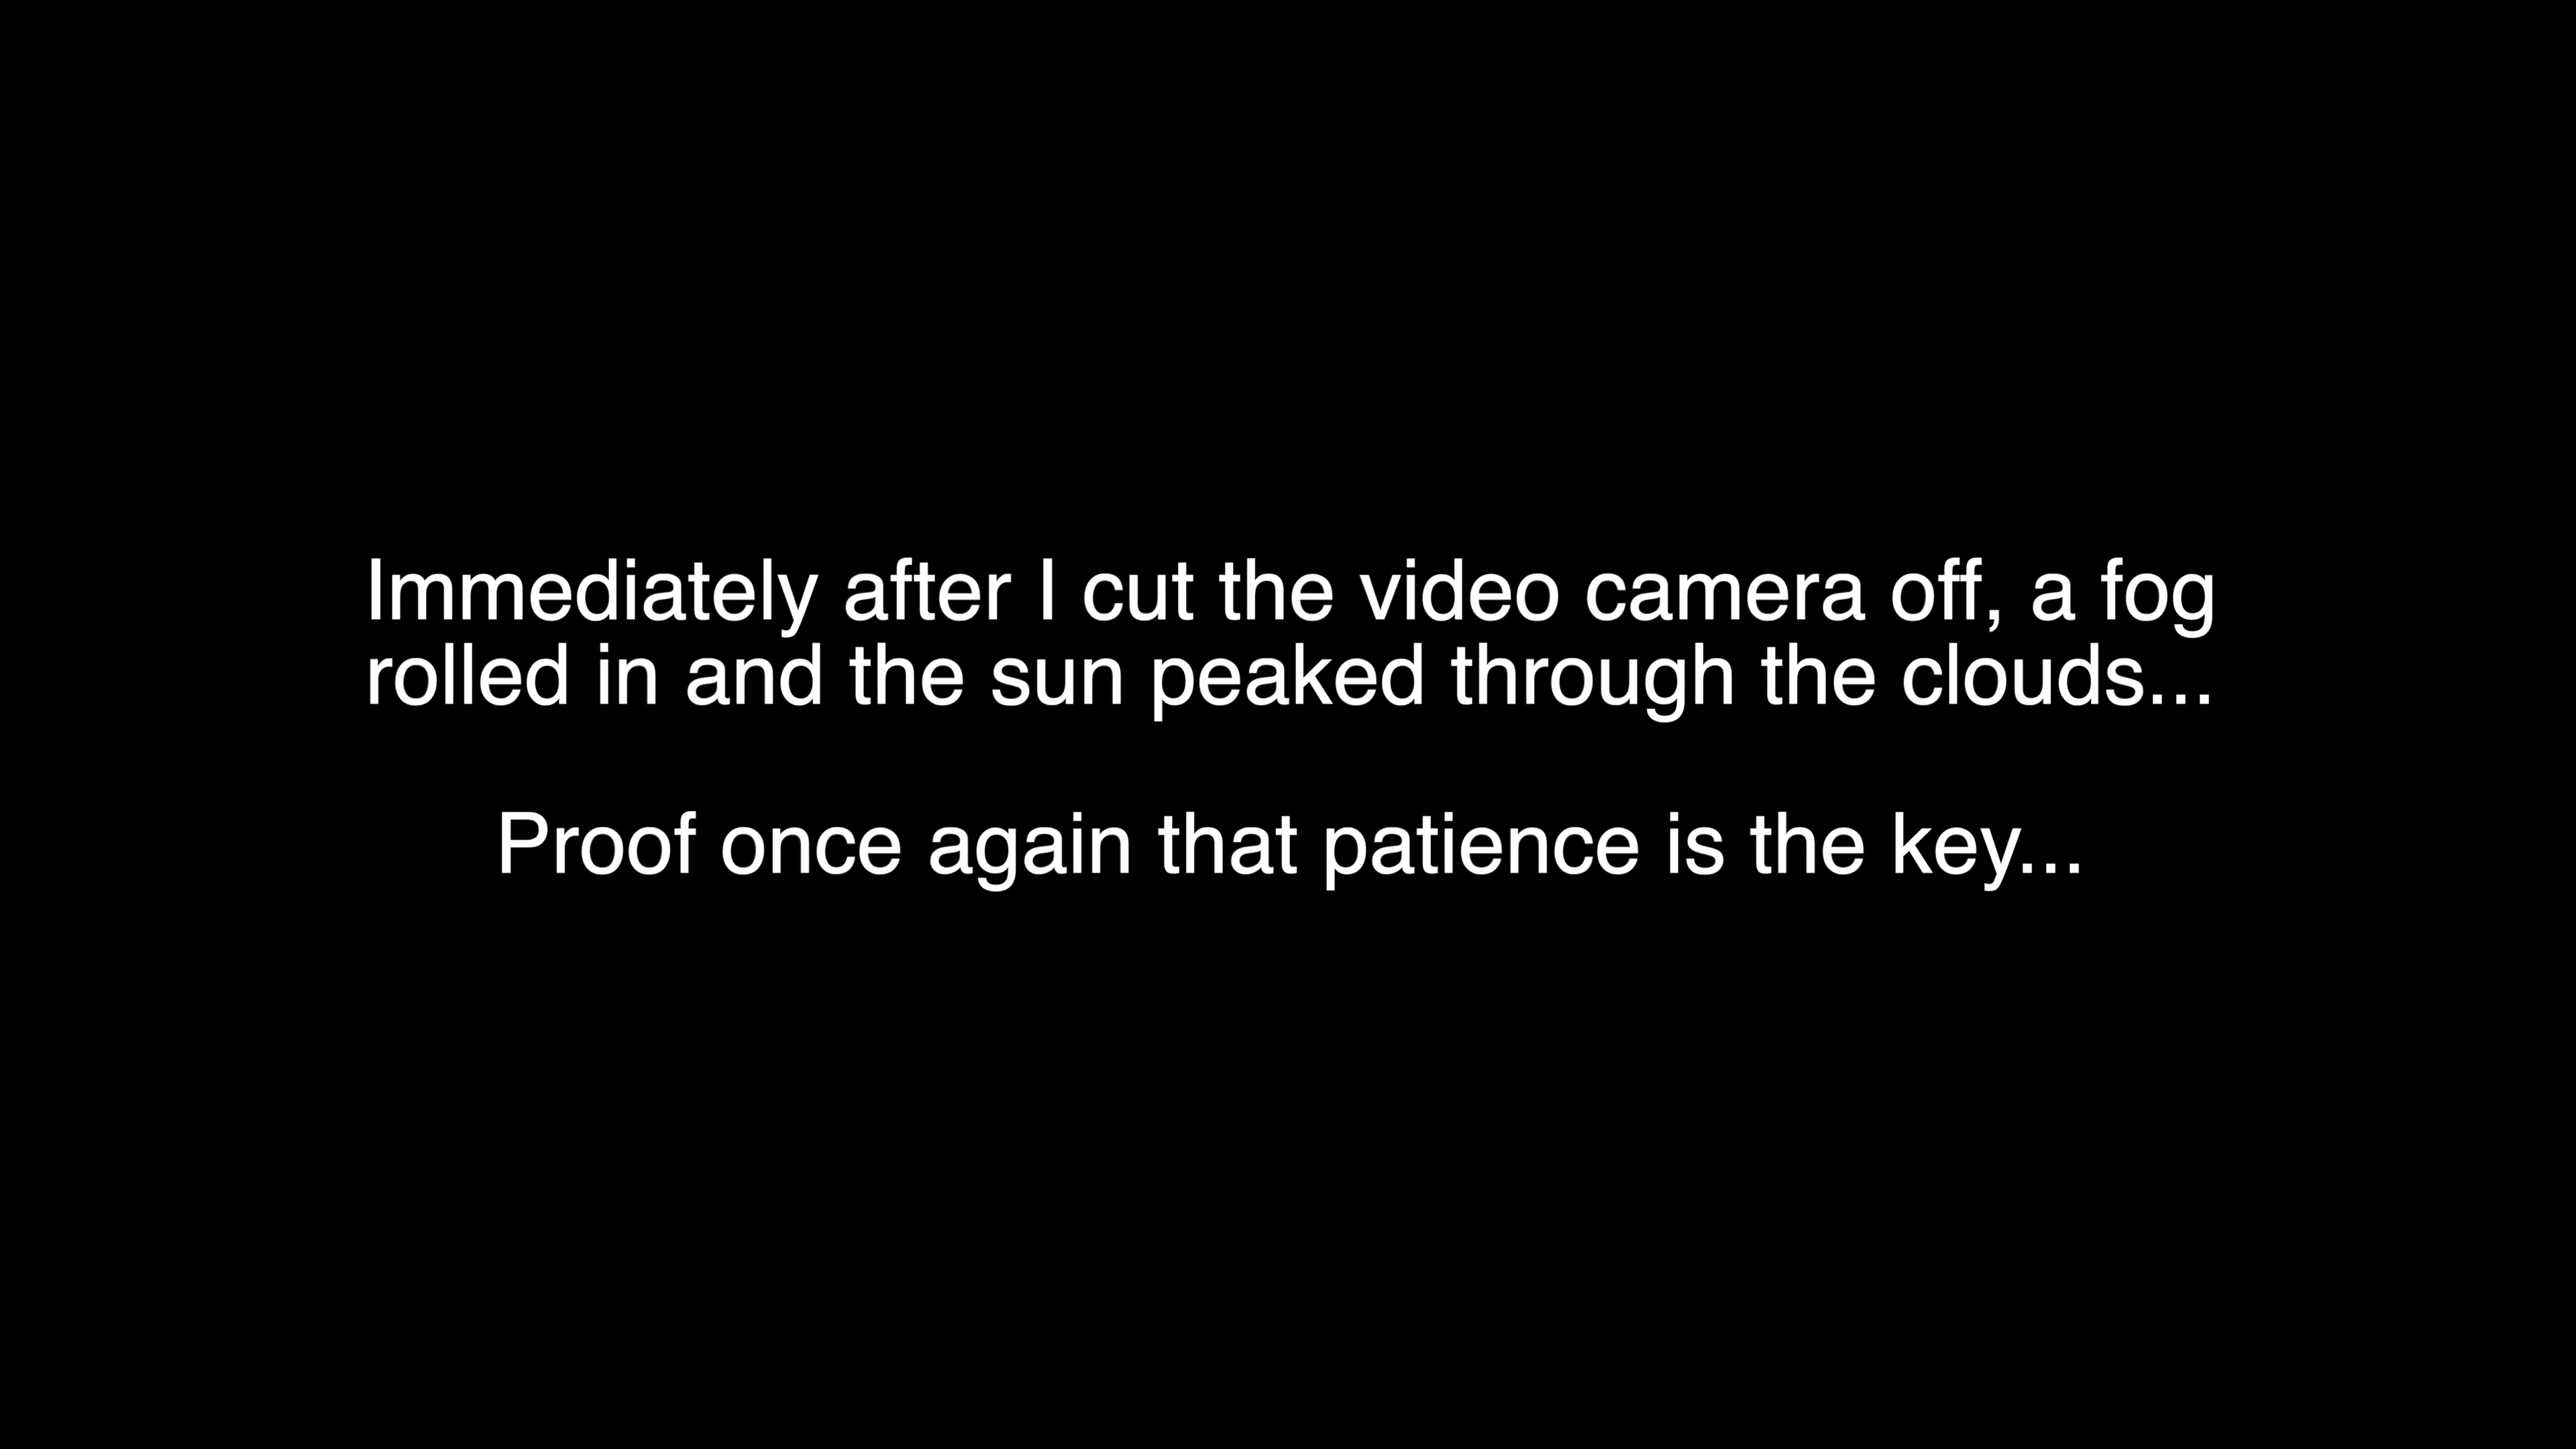 Immediately after I cut the video camera off, a fog
rolled in and the sun peaked through the clouds...
Proof once again that patience is the key...